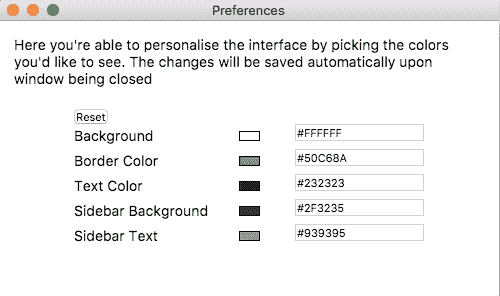 Preferences
Here you're able to personalise the interface by picking the colors
you'd like to see. The changes will be saved automatically upon
window being closed
Reset
Background #FFFFFF
Border Color #50C68A
Text Color #232323
Sidebar Background #2F3235
Sidebar Text #939395